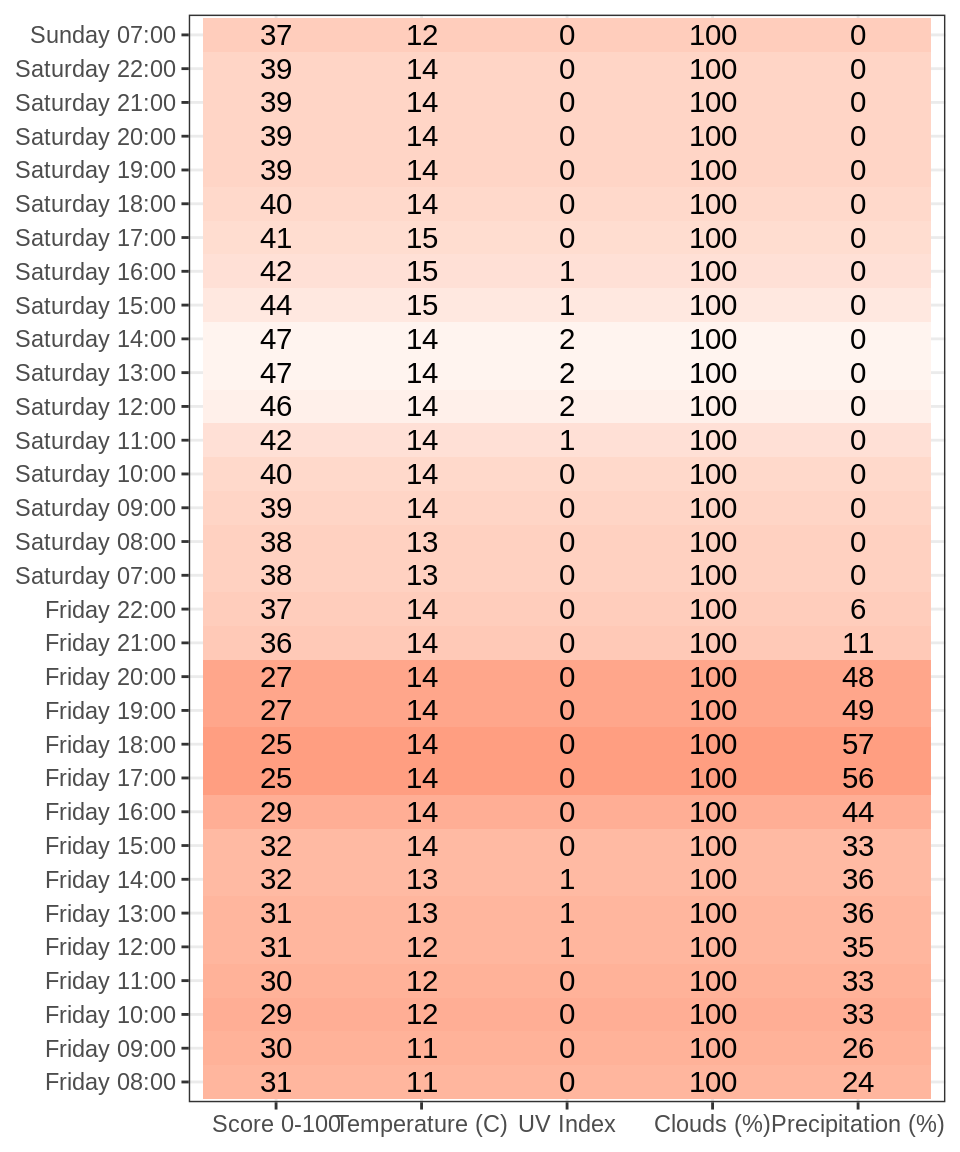 Sunday 07:00 37 12 0 100 0
Saturday 22:00 39 14 0 100 0
Saturday 21:00 39 14 0 100 0
Saturday 20:00 39 14 0 100 0
Saturday 19:00 39 14 0 100 0
Saturday 18:00 40 14 0 100 0
Saturday 17:00 41 15 0 100 0
Saturday 16:00 42 15 1 100 0
Saturday 15:00 44 15 1 100 0
Saturday 14:00 47 14 2 100 0
Saturday 13:00 47 14 2 100 0
Saturday 12:00 46 14 2 100 0
Saturday 11:00 42 14 1 100 0
Saturday 10:00 40 14 0 100 0
Saturday 09:00 39 14 0 100 0
Saturday 08:00 38 13 0 100 0
Saturday 07:00 38 13 0 100 0
Friday 22:00 37 14 0 100 6
Friday 21:00 36 14 0 100 11
Friday 20:00 27 14 0 100 48
Friday 19:00 27 14 0 100 49
Friday 18:00 25 14 0 100 57
Friday 17:00 25 14 0 100 56
Friday 16:00 29 14 0 100 44
Friday 15:00 32 14 0 100 33
Friday 14:00 32 13 1 100 36
Friday 13:00 31 13 1 100 36
Friday 12:00 31 12 1 100 35
Friday 11:00 30 12 0 100 33
Friday 10:00 29 12 0 100 33
Friday 09:00 30 11 0 100 26
Friday 08:00 31 11 0 100 24
Score 0-100 Temperature (C) UV Index Clouds (%) Precipitation (%)